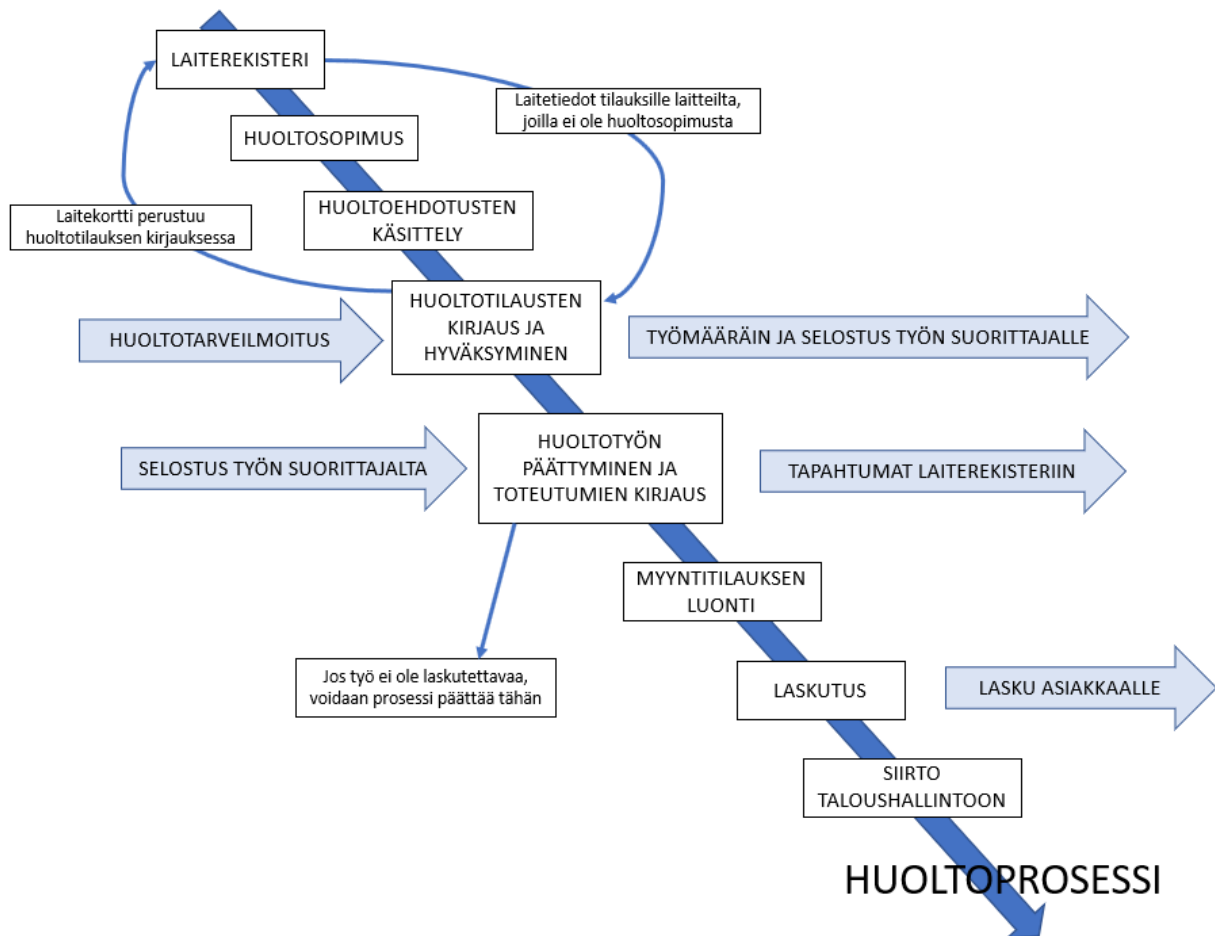 LAITEREKISTERI
Laitetiedot tilauksille laitteilta,
joilla ei ole huoltosopimusta
HUOLTOSOPIMUS
Laitekortti perustuu
huoltotilauksen kirjauksessa
HUOLTOEHDOTUSTEN
KÄSITTELY
HUOLTOTARVEILMOITUS
HUOLTOTILAUSTEN
KIRJAUS JA
HYVÄKSYMINEN
TYÖMÄÄRÄIN JA SELOSTUS TYÖN SUORITTAJALLE
SELOSTUS TYÖN SUORITTAJALTA
HUOLTOTYÖN
PÄÄTTYMINEN JA
TOTEUTUMIEN KIRJAUS
TAPAHTUMAT LAITEREKISTERIIN
MYYNTITILAUKSEN
LUONTI
Jos työ ei ole laskutettavaa,
voidaan prosessi päättää tähän
LASKUTUS
LASKU ASIAKKAALLE
SIIRTO
TALOUSHALLINTOON
HUOLTOPROSESSI